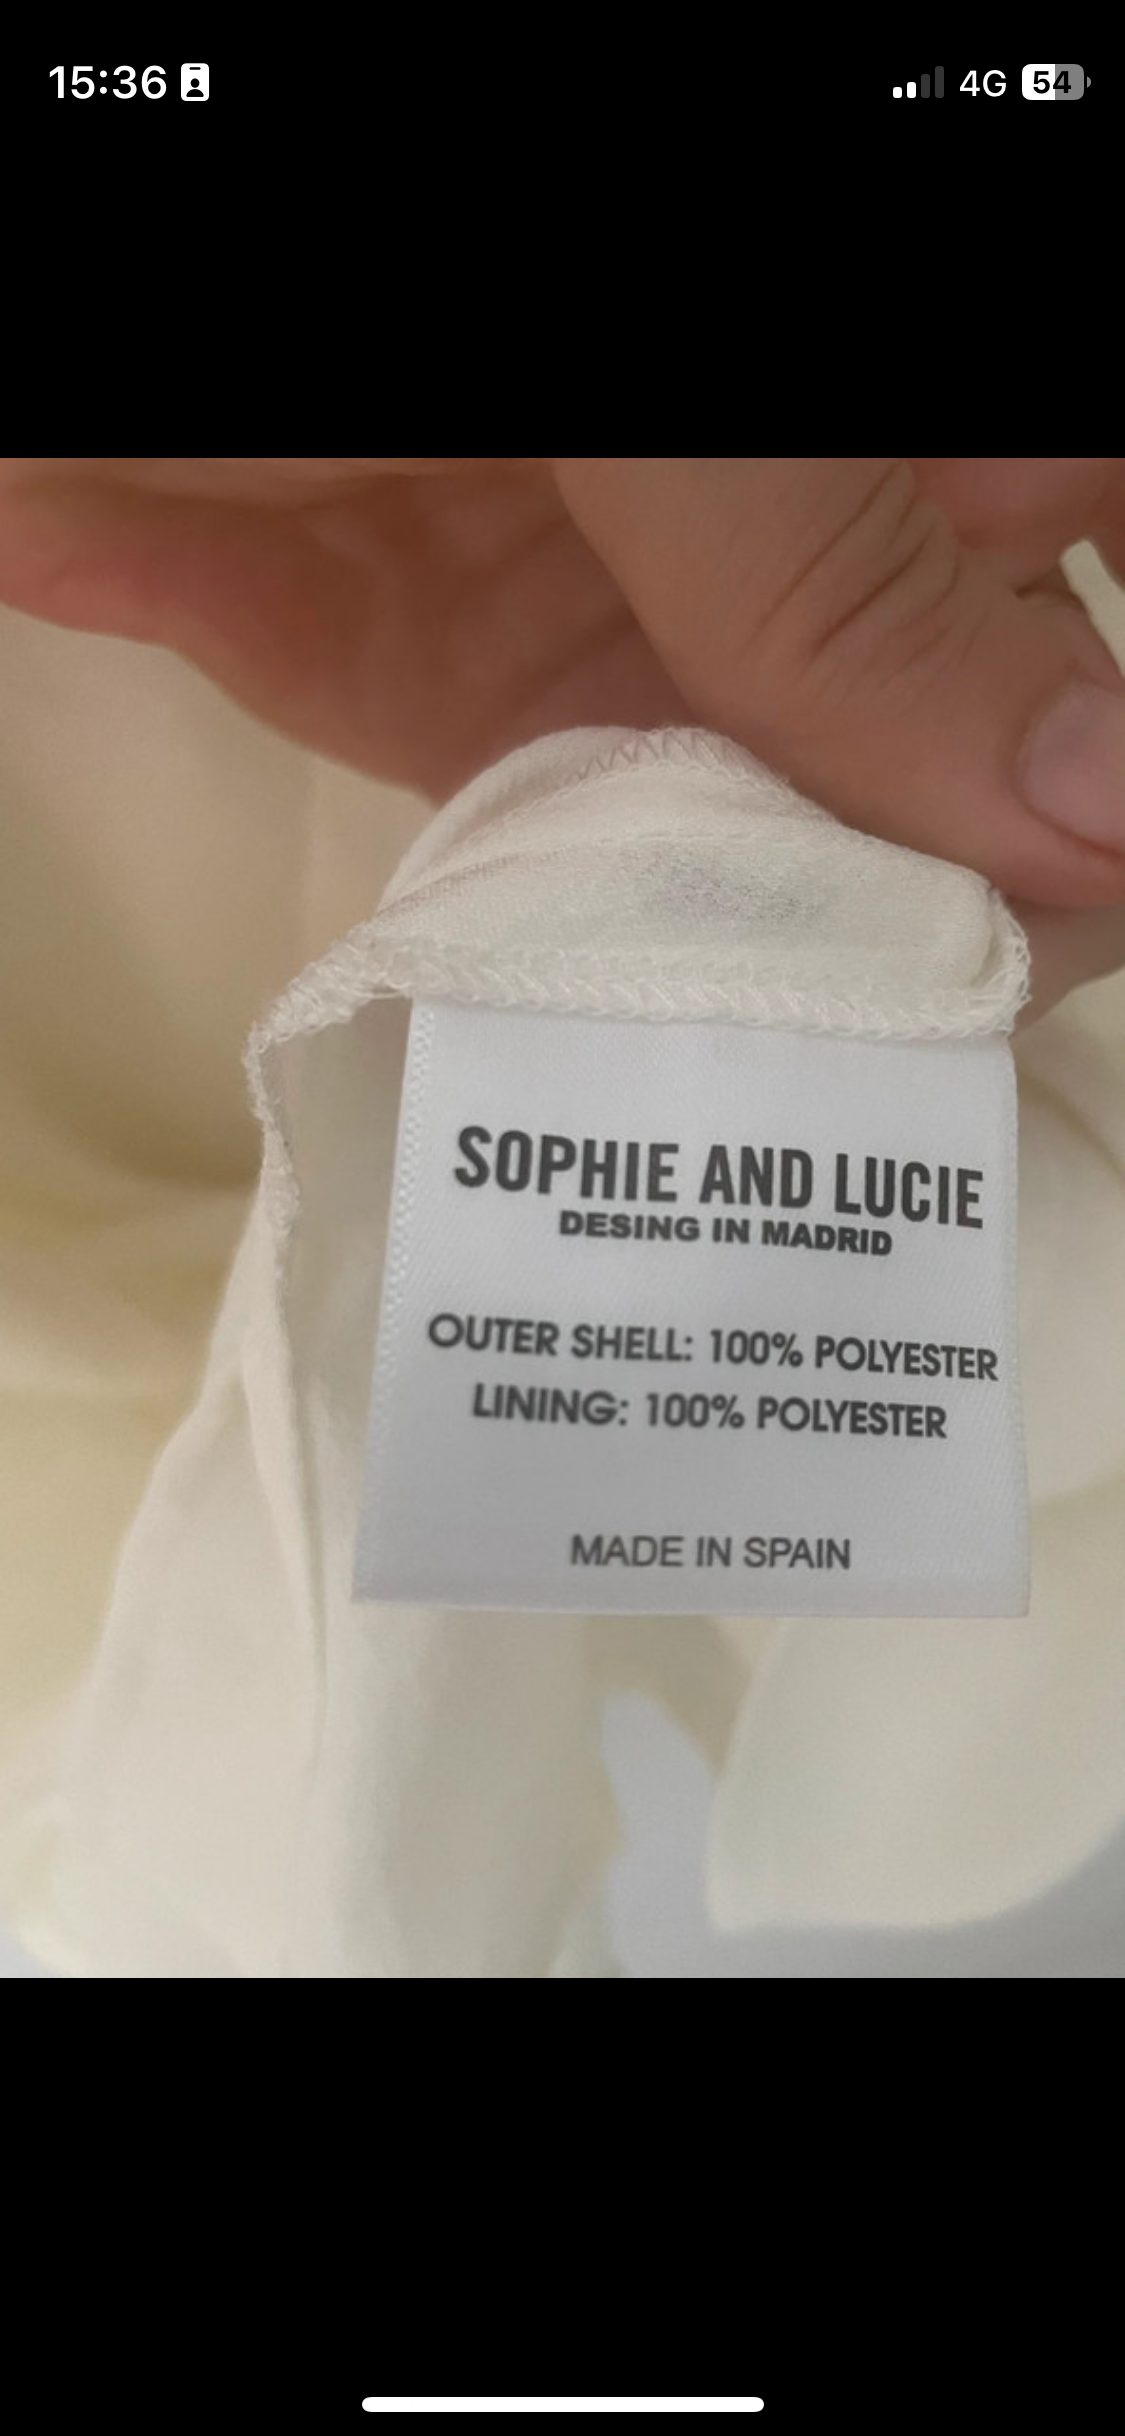 15:36
4G
54
SOPHIE AND LUCIE
DESING IN MADRID
OUTER SHELL: 100% POLYESTER
LINING: 100% POLYESTER
MADE IN SPAIN